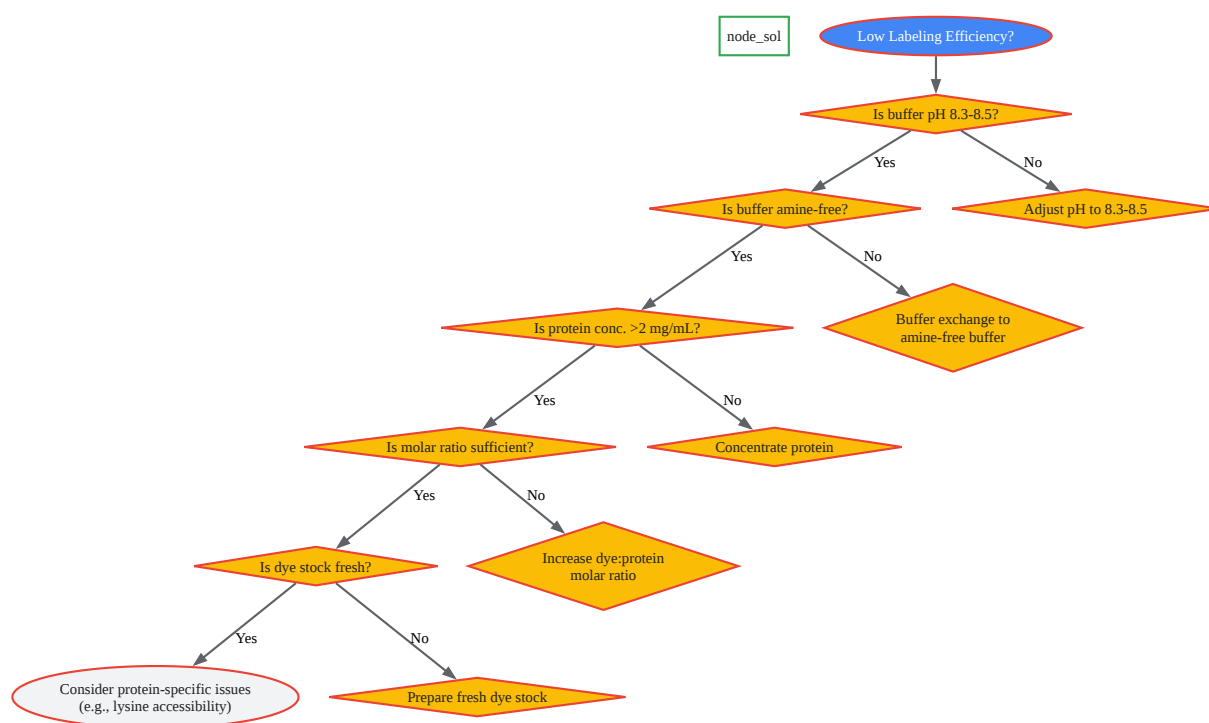 node_sol
Low Labeling Efficiency?
Is buffer pH 8.3-8.5?
Yes
No
Is buffer amine-free?
Adjust pH to 8.3-8.5
Yes
No
Is protein conc. >2 mg/mL?
Buffer exchange to
amine-free buffer
Yes
No
Is molar ratio sufficient?
Concentrate protein
Yes
No
Is dye stock fresh?
Increase dye:protein
molar ratio
Yes
No
Consider protein-specific issues
(e.g., lysine accessibility)
Prepare fresh dye stock